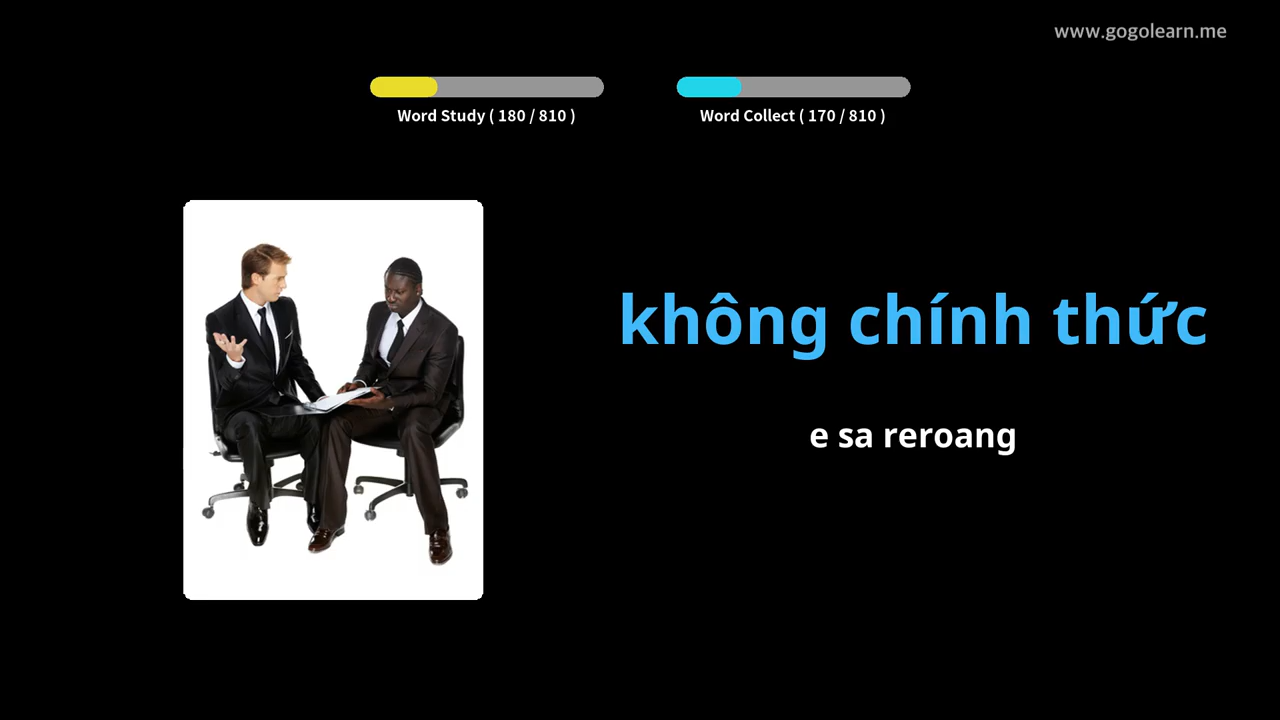 www.gogolearn.me
Word Study ( 180 / 810 )
Word Collect ( 170 / 810 )
không chính thức
e sa reroang